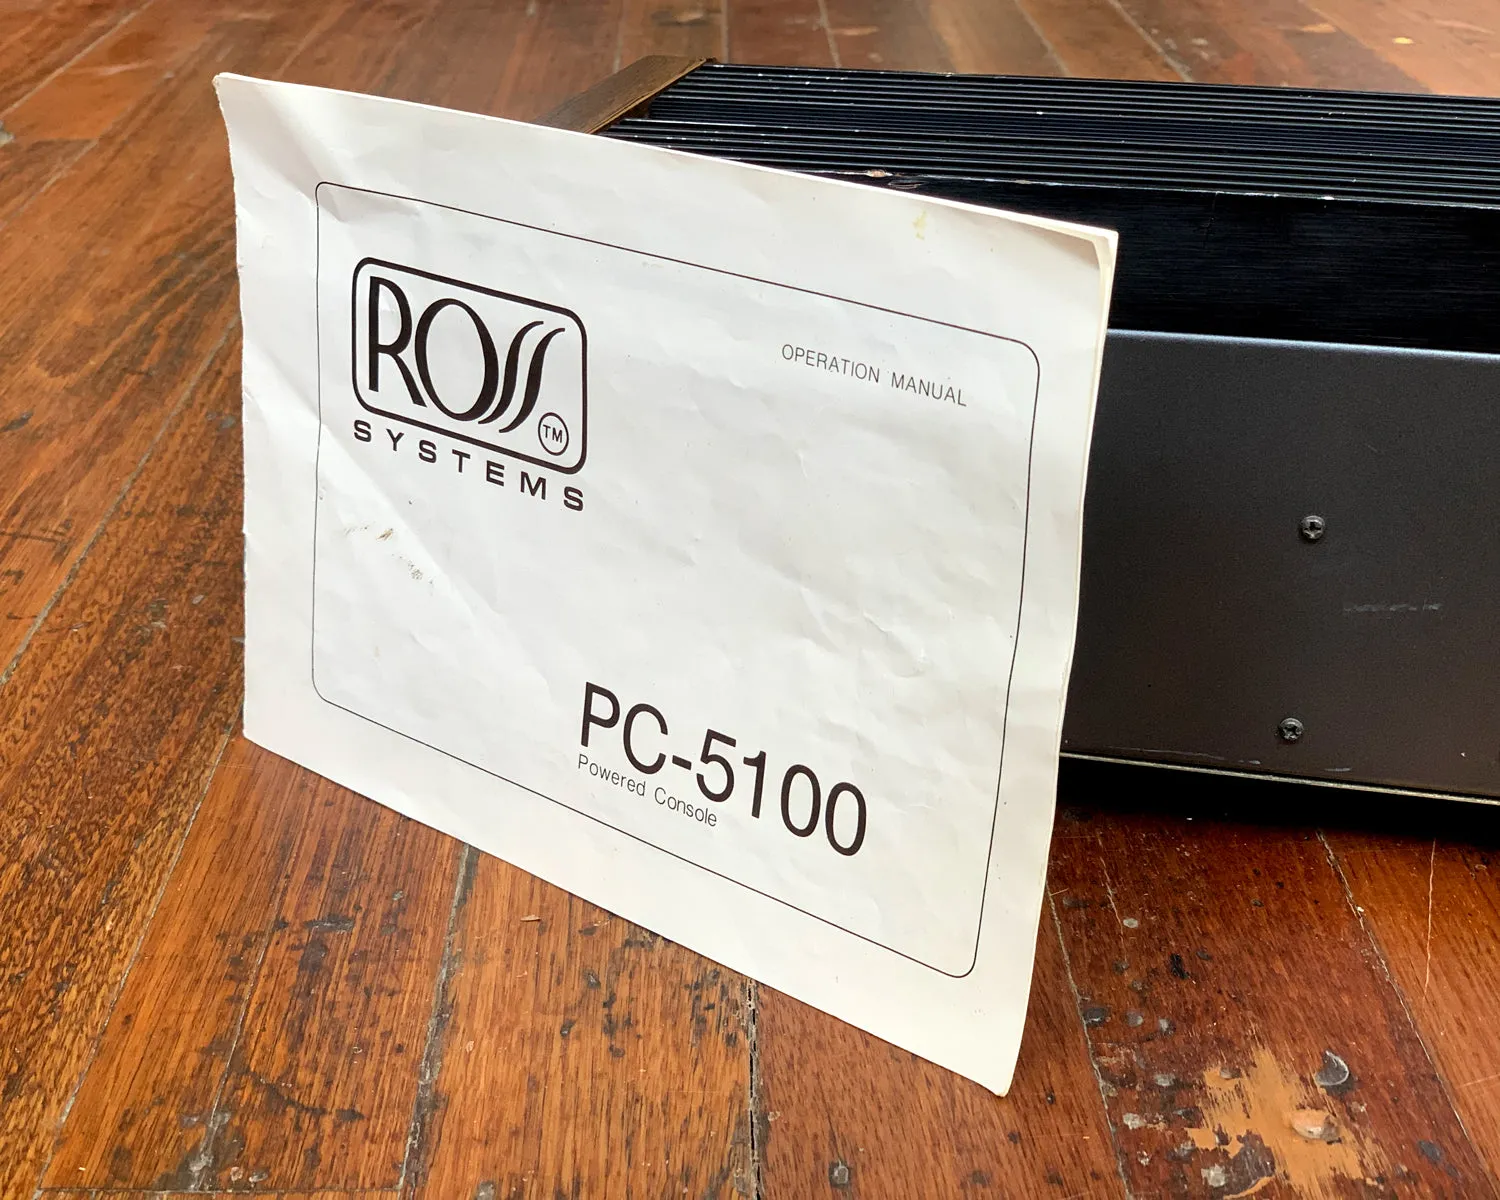 ROSS
TM
SYSTEMS
OPERATION MANUAL
PC-5100
Powered Console